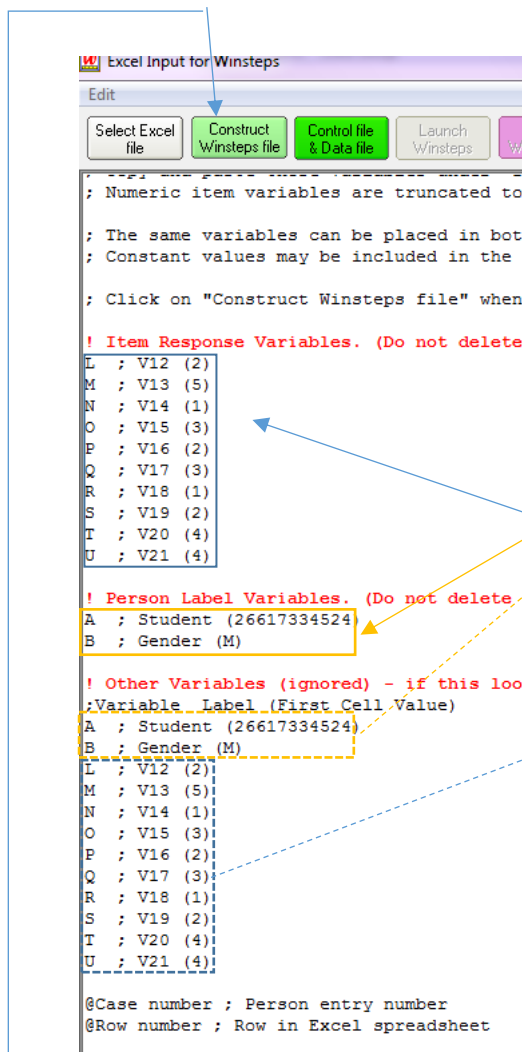 Excel Input for Winsteps
Edit
Select Excel file
Construct Winsteps file
Control file & Data file
Launch Winsteps
; Numeric item variables are truncated to
; The same variables can be placed in bot
; Constant values may be included in the
; Click on "Construct Winsteps file" when
! Item Response Variables. (Do not delete
L ; V12 (2)
M ; V13 (5)
N ; V14 (1)
O ; V15 (3)
P ; V16 (2)
Q ; V17 (3)
R ; V18 (1)
S ; V19 (2)
T ; V20 (4)
U ; V21 (4)
! Person Label Variables. (Do not delete
A ; Student (26617334524)
B ; Gender (M)
! Other Variables (ignored) - if this loo
;Variable Label (First Cell Value)
A ; Student (26617334524)
B ; Gender (M)
L ; V12 (2)
M ; V13 (5)
N ; V14 (1)
O ; V15 (3)
P ; V16 (2)
Q ; V17 (3)
R ; V18 (1)
S ; V19 (2)
T ; V20 (4)
U ; V21 (4)
@Case number ; Person entry number
@Row number ; Row in Excel spreadsheet